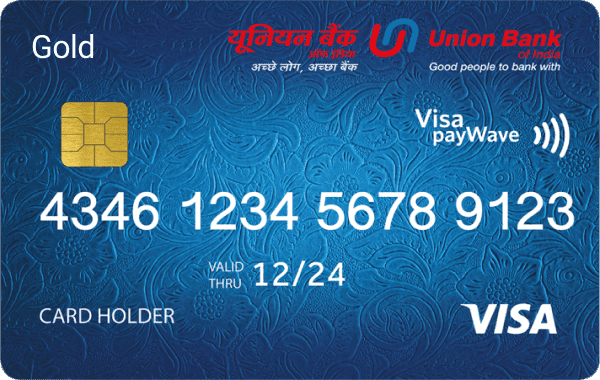 Gold
यूनियन बैंक
ऑफ इंडिया
अच्छे लोग, अच्छा बैंक
Union Bank
of India
Good people to bank with
Visa
payWave
4346 1234 5678 9123
VALID
THRU 12/24
CARD HOLDER
VISA